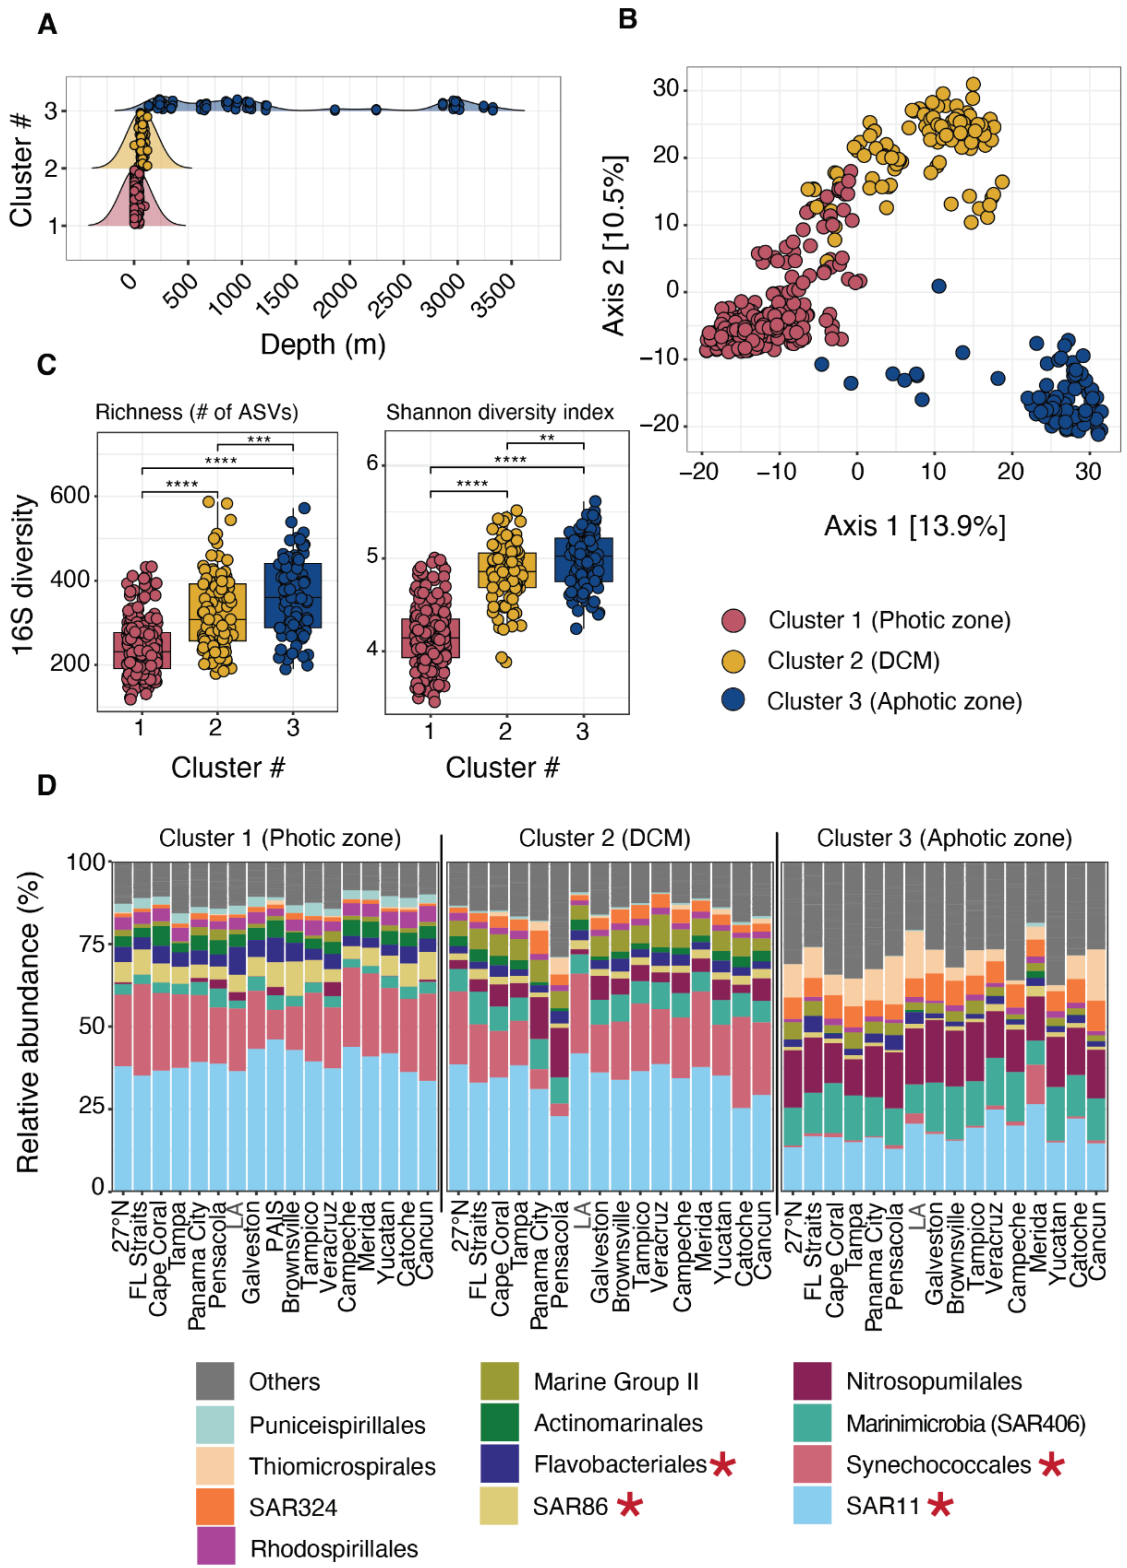 A
Cluster #
3
2
1
0
500
1000
1500
2000
2500
3000
3500
Depth (m)
B
Axis 2 [10.5%]
30
20
10
0
−10
−20
−20
−10
0
10
20
30
Axis 1 [13.9%]
C
Richness (# of ASVs)
Shannon diversity index
16S diversity
600
400
200
****
****
***
1
2
3
Cluster #
6
5
4
****
****
**
1
2
3
Cluster #
Cluster 1 (Photic zone)
Cluster 2 (DCM)
Cluster 3 (Aphotic zone)
D
Cluster 1 (Photic zone)
Cluster 2 (DCM)
Cluster 3 (Aphotic zone)
Relative abundance (%)
100
75
50
25
0
27°N
FL Straits
Cape Coral
Tampa
Panama City
Pensacola
LA
Galveston
PAIS
Brownsville
Tampico
Veracruz
Campeche
Merida
Yucatan
Catoche
Cancun
27°N
FL Straits
Cape Coral
Tampa
Panama City
Pensacola
LA
Galveston
Brownsville
Tampico
Veracruz
Campeche
Merida
Yucatan
Catoche
Cancun
27°N
FL Straits
Cape Coral
Tampa
Panama City
Pensacola
LA
Galveston
Brownsville
Tampico
Veracruz
Campeche
Merida
Yucatan
Catoche
Cancun
Others
Puniceispirillales
Thiomicrospirales
SAR324
Rhodospirillales
Marine Group II
Actinomarinales
Flavobacteriales *
SAR86 *
Nitrosopumilales
Marinimicrobia (SAR406)
Synechococcales *
SAR11 *